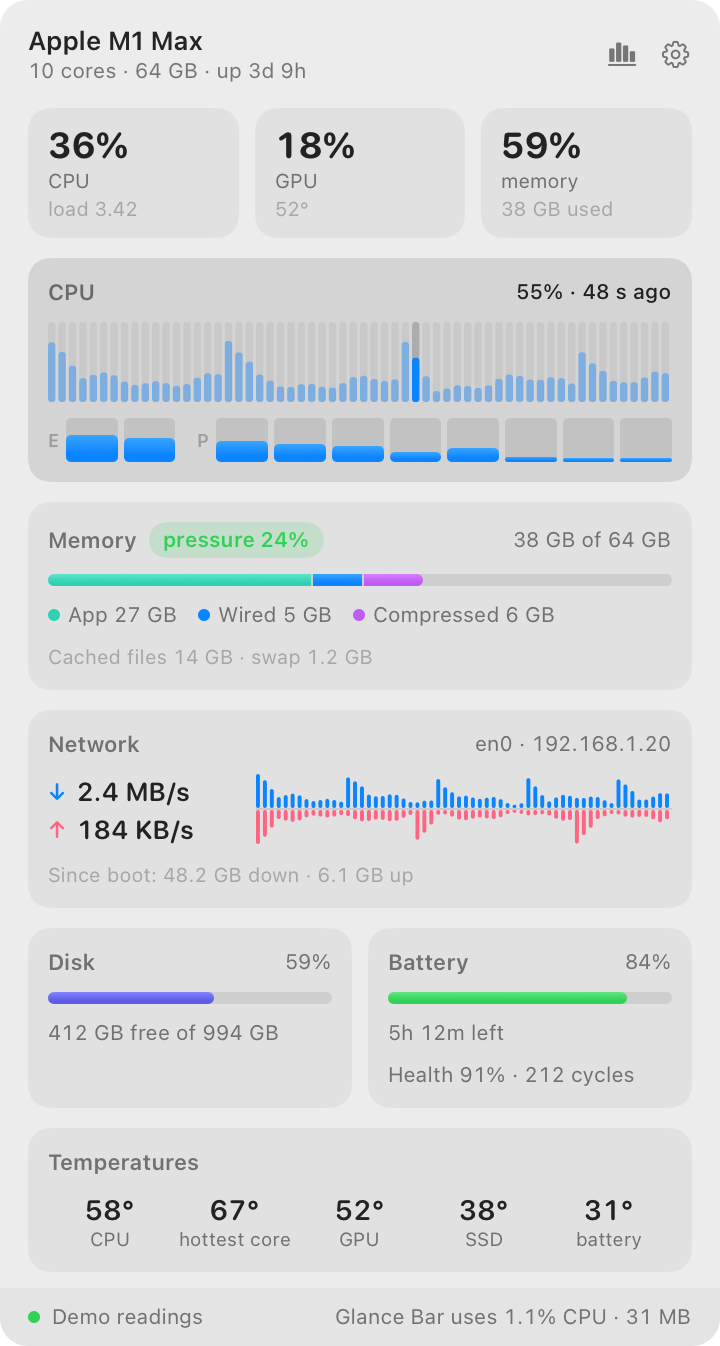 Apple M1 Max
10 cores · 64 GB · up 3d 9h
36%
CPU
load 3.42
18%
GPU
52°
59%
memory
38 GB used
CPU
55% · 48 s ago
E
P
Memory
pressure 24%
38 GB of 64 GB
App 27 GB
Wired 5 GB
Compressed 6 GB
Cached files 14 GB · swap 1.2 GB
Network
en0 · 192.168.1.20
↓ 2.4 MB/s
↑ 184 KB/s
Since boot: 48.2 GB down · 6.1 GB up
Disk
59%
412 GB free of 994 GB
Battery
84%
5h 12m left
Health 91% · 212 cycles
Temperatures
58°
CPU
67°
hottest core
52°
GPU
38°
SSD
31°
battery
Demo readings
Glance Bar uses 1.1% CPU · 31 MB